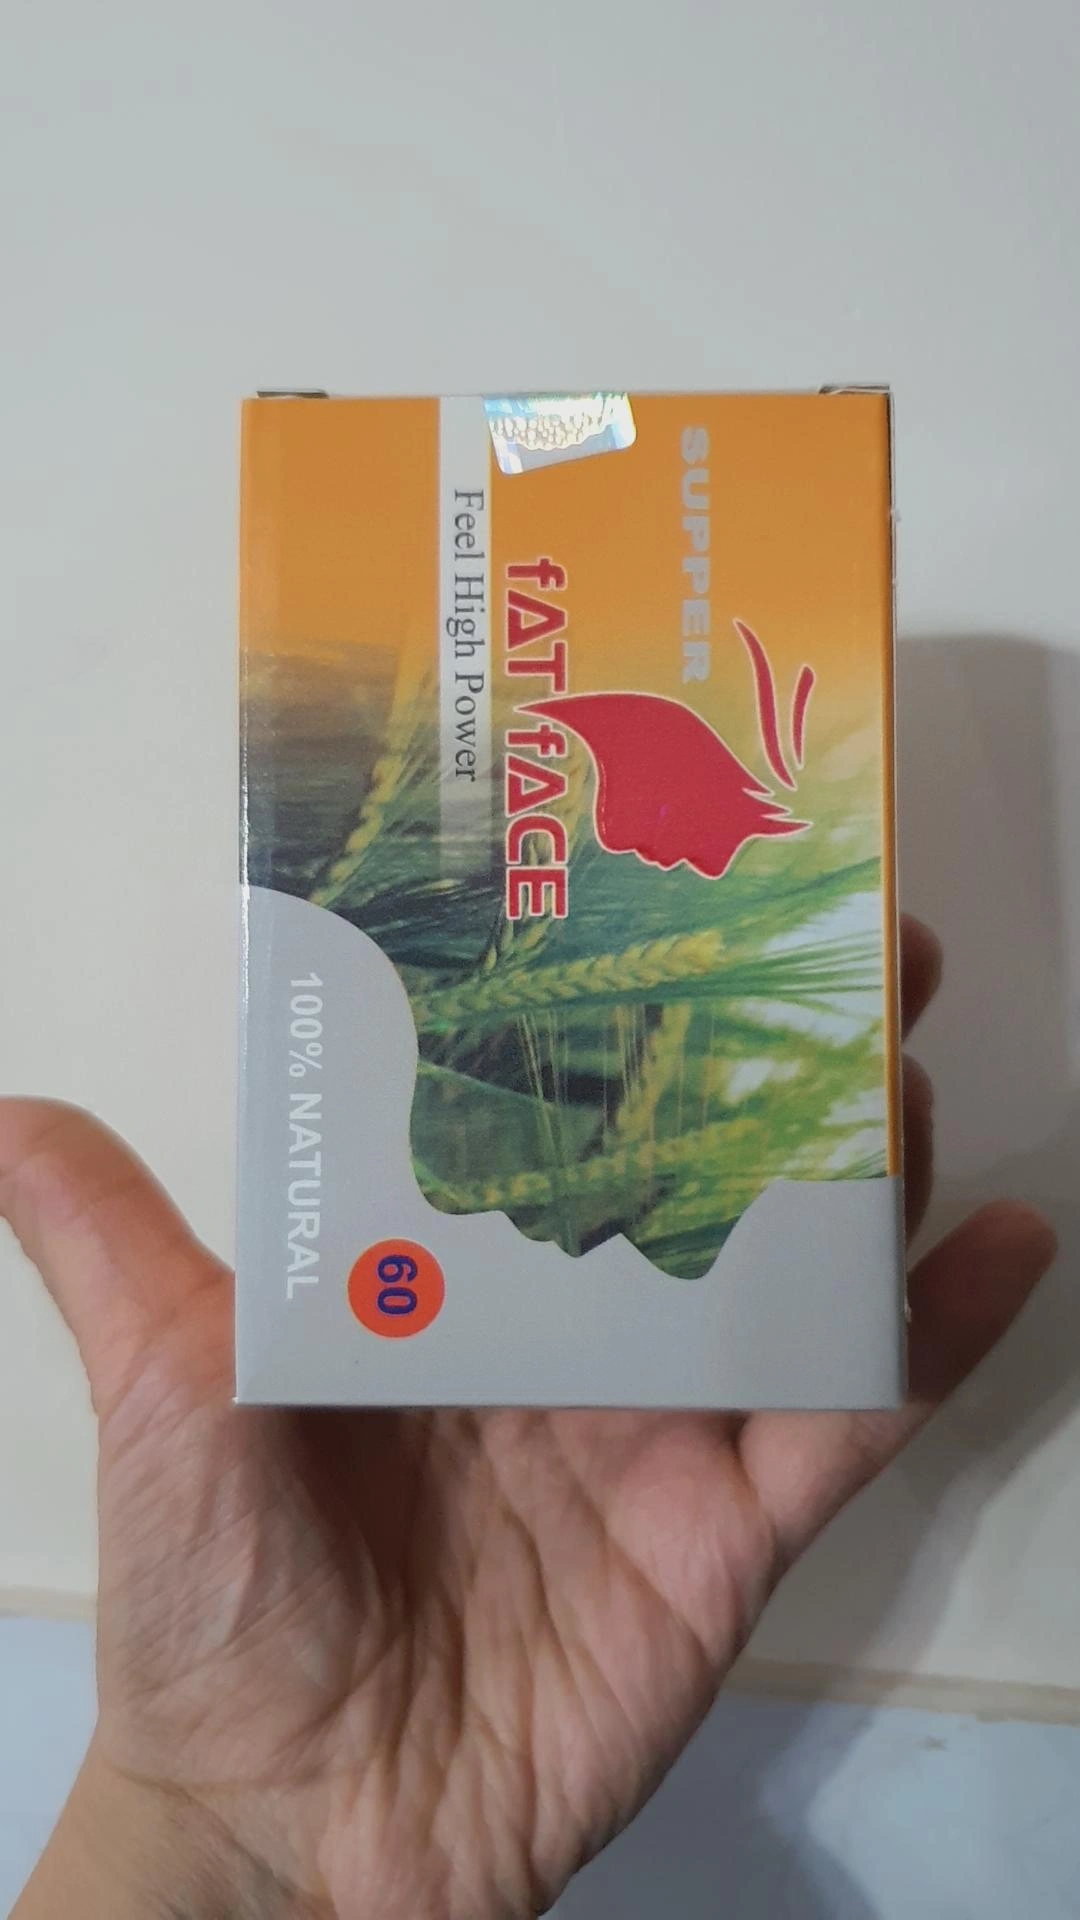 SUPPER
fAT fACE
Feel High Power
100% NATURAL
60